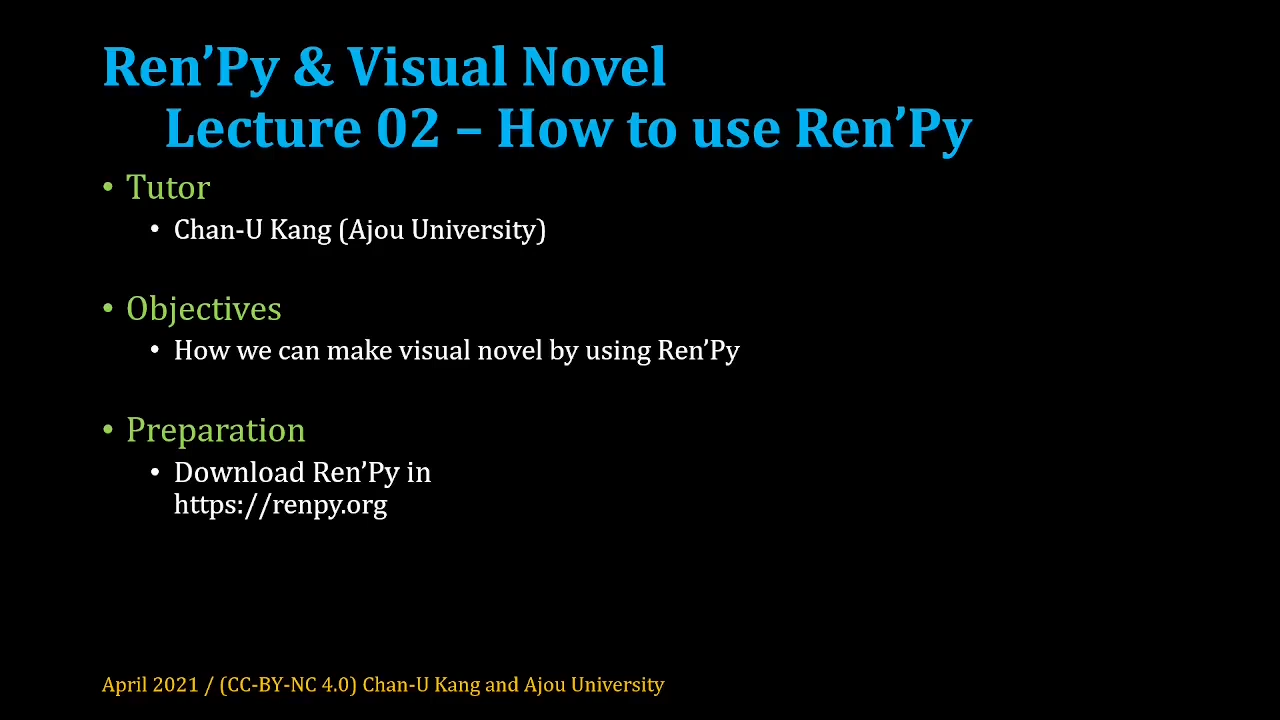 Ren’Py & Visual Novel
Lecture 02 – How to use Ren’Py
• Tutor
• Chan-U Kang (Ajou University)
• Objectives
• How we can make visual novel by using Ren’Py
• Preparation
• Download Ren’Py in
https://renpy.org
April 2021 / (CC-BY-NC 4.0) Chan-U Kang and Ajou University